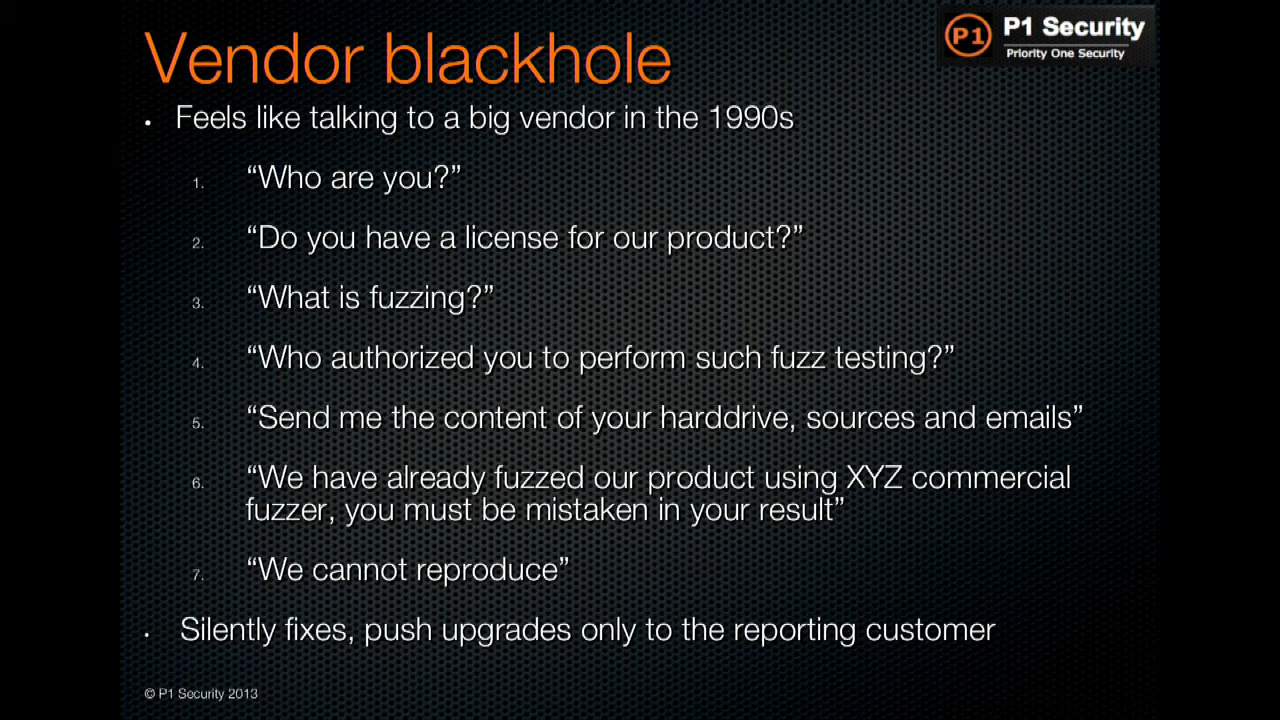 Vendor blackhole
P1 P1 Security
Priority One Security
• Feels like talking to a big vendor in the 1990s
1. “Who are you?”
2. “Do you have a license for our product?”
3. “What is fuzzing?”
4. “Who authorized you to perform such fuzz testing?”
5. “Send me the content of your harddrive, sources and emails”
6. “We have already fuzzed our product using XYZ commercial
fuzzer, you must be mistaken in your result”
7. “We cannot reproduce”
• Silently fixes, push upgrades only to the reporting customer
© P1 Security 2013